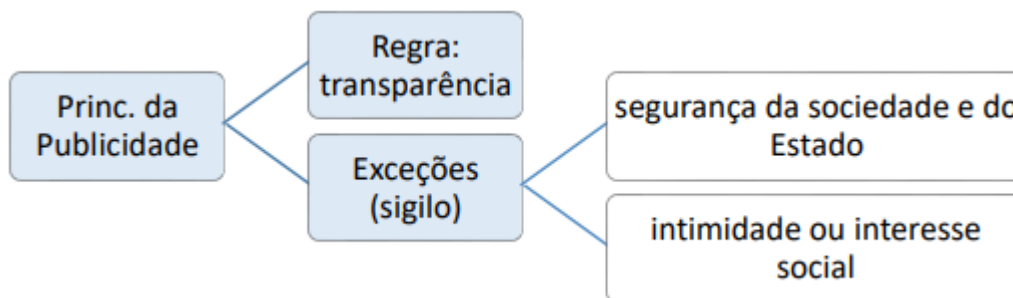 Princ. da
Publicidade
Regra:
transparência
Exceções
(sigilo)
segurança da sociedade e do
Estado
intimidade ou interesse
social